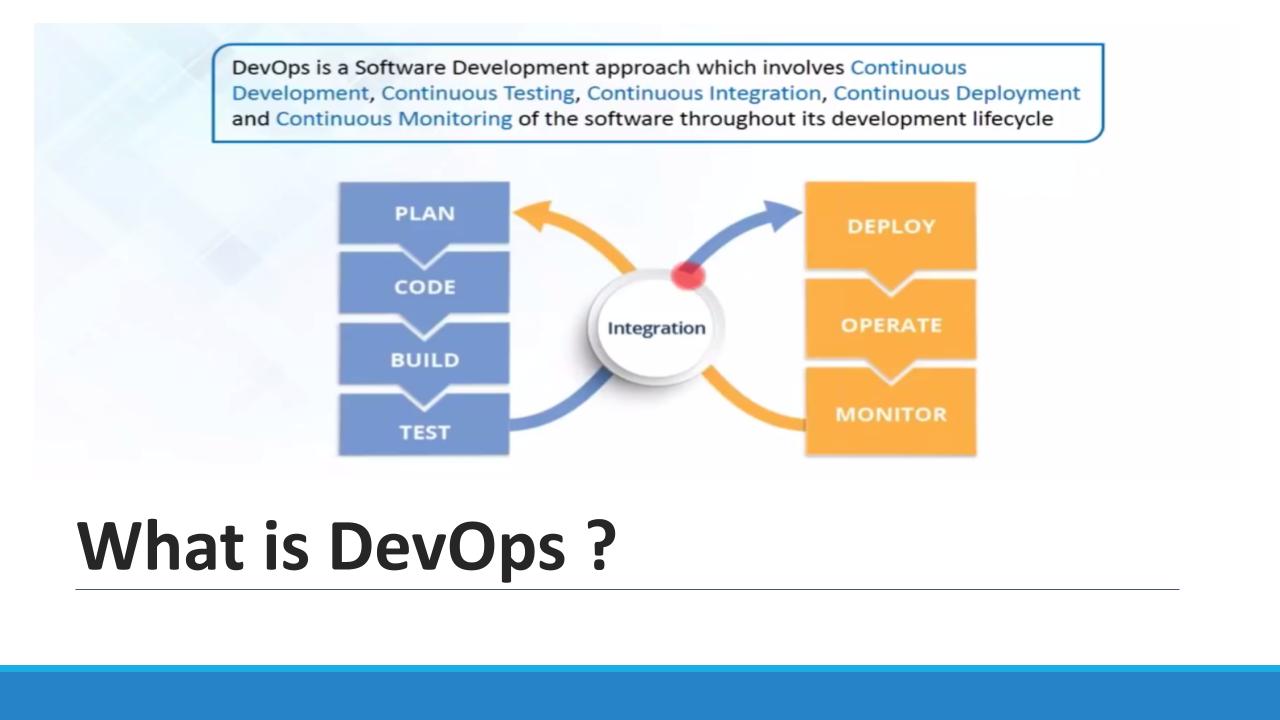 DevOps is a Software Development approach which involves Continuous
Development, Continuous Testing, Continuous Integration, Continuous Deployment
and Continuous Monitoring of the software throughout its development lifecycle
PLAN
CODE
BUILD
TEST
Integration
DEPLOY
OPERATE
MONITOR
What is DevOps ?